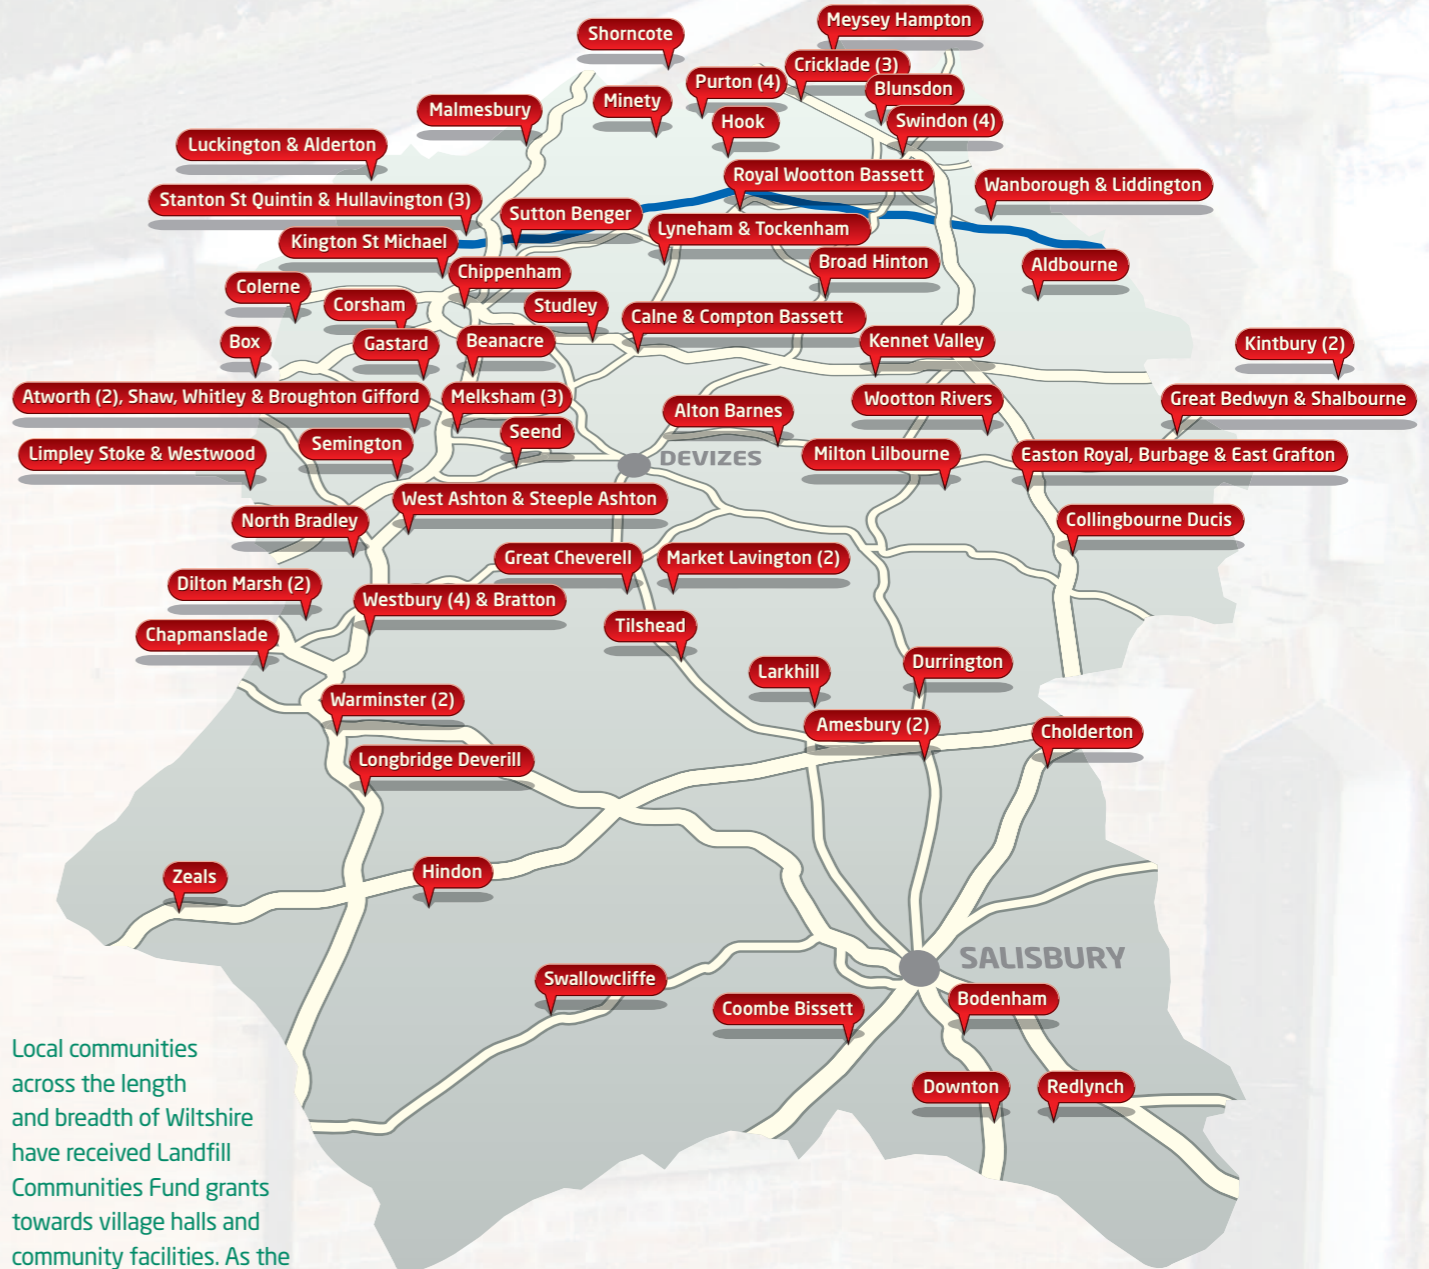 Meysey Hampton
Shorncote
Cricklade (3)
Purton (4)
Blunsdon
Minety
Malmesbury
Hook
Swindon (4)
Luckington & Alderton
Royal Wootton Bassett
Wanborough & Liddington
Stanton St Quintin & Hullavington (3)
Sutton Benger
Lyneham & Tockenham
Kington St Michael
Broad Hinton
Aldbourne
Chippenham
Colerne
Corsham
Studley
Calne & Compton Bassett
Box
Gastard
Beanacre
Kennet Valley
Kintbury (2)
Atworth (2), Shaw, Whitley & Broughton Gifford
Melksham (3)
Wootton Rivers
Great Bedwyn & Shalbourne
Alton Barnes
Seend
Semington
Limpley Stoke & Westwood
DEVIZES
Milton Lilbourne
Easton Royal, Burbage & East Grafton
West Ashton & Steeple Ashton
North Bradley
Collingbourne Ducis
Great Cheverell
Market Lavington (2)
Dilton Marsh (2)
Westbury (4) & Bratton
Chapmanslade
Tilshead
Durrington
Larkhill
Warminster (2)
Amesbury (2)
Cholderton
Longbridge Deverill
Zeals
Hindon
SALISBURY
Swallowcliffe
Coombe Bissett
Bodenham
Downton
Redlynch
Local communities
across the length
and breadth of Wiltshire
have received Landfill
Communities Fund grants
towards village halls and
community facilities. As the